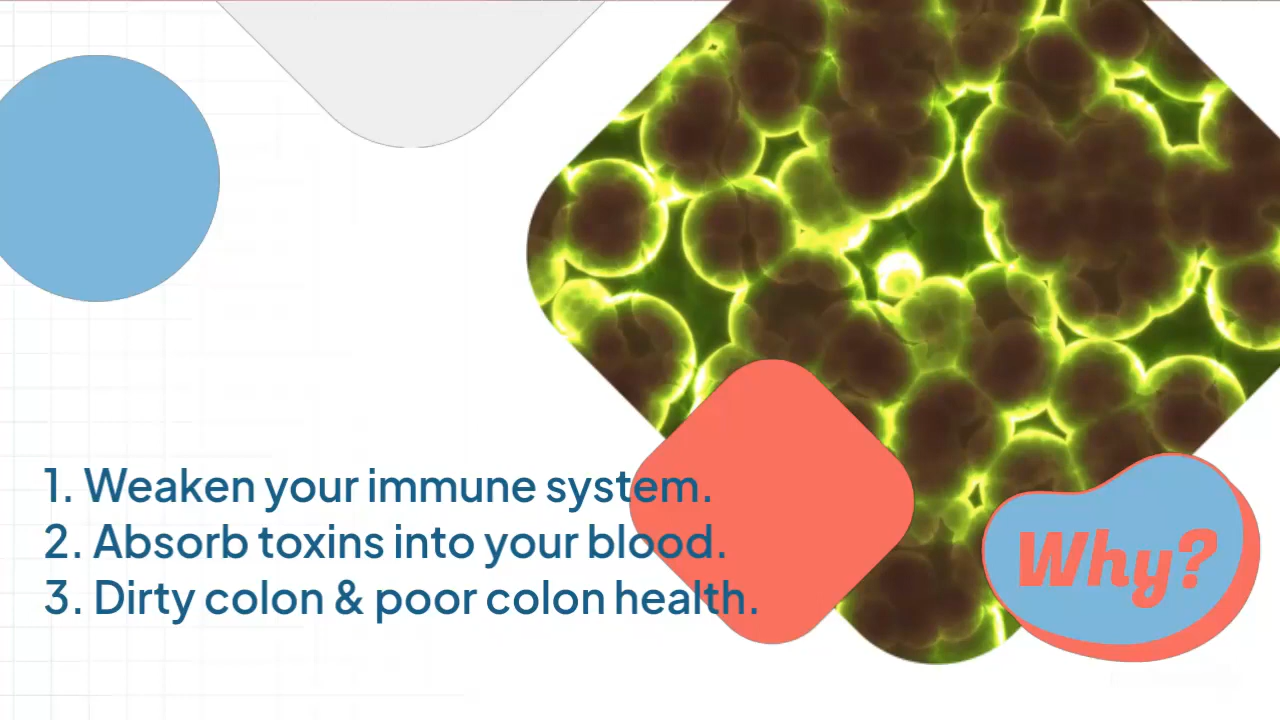 1. Weaken your immune system.
2. Absorb toxins into your blood.
3. Dirty colon & poor colon health.
Why?